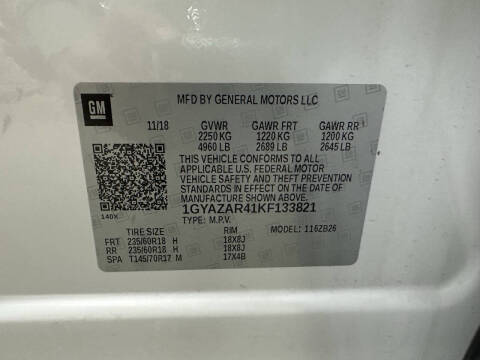 GM
MFD BY GENERAL MOTORS LLC
11/18 GVWR GAWR FRT GAWR RR
2250 KG 1220 KG 1200 KG
4960 LB 2689 LB 2645 LB
THIS VEHICLE CONFORMS TO ALL
APPLICABLE U.S. FEDERAL MOTOR
VEHICLE SAFETY AND THEFT
PREVENTION STANDARDS IN
EFFECT ON THE DATE OF
MANUFACTURE SHOWN ABOVE.
1GYAZAR41KF133821
TYPE: M.P.V.
140X
TIRE SIZE RIM MODEL: 116ZB26
FRT 235/60R18 H 18X8J
RR 235/60R18 H 18X8J
SPA T145/70R17 M 17X4B